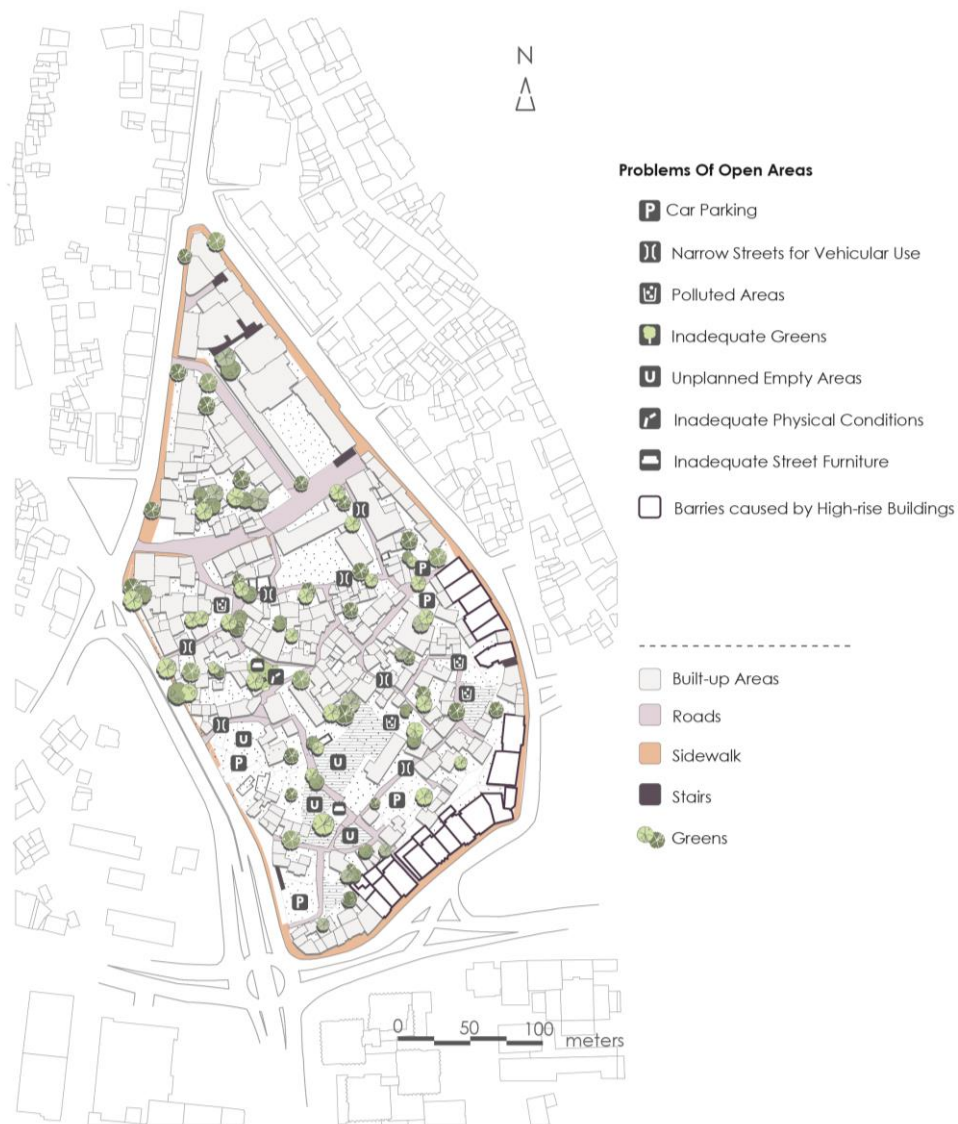 N
Problems Of Open Areas
P Car Parking
Narrow Streets for Vehicular Use
Polluted Areas
Inadequate Greens
U Unplanned Empty Areas
Inadequate Physical Conditions
Inadequate Street Furniture
Barries caused by High-rise Buildings
Built-up Areas
Roads
Sidewalk
Stairs
Greens
P
P
U
P
U
U
P
U
P
0 50 100
meters